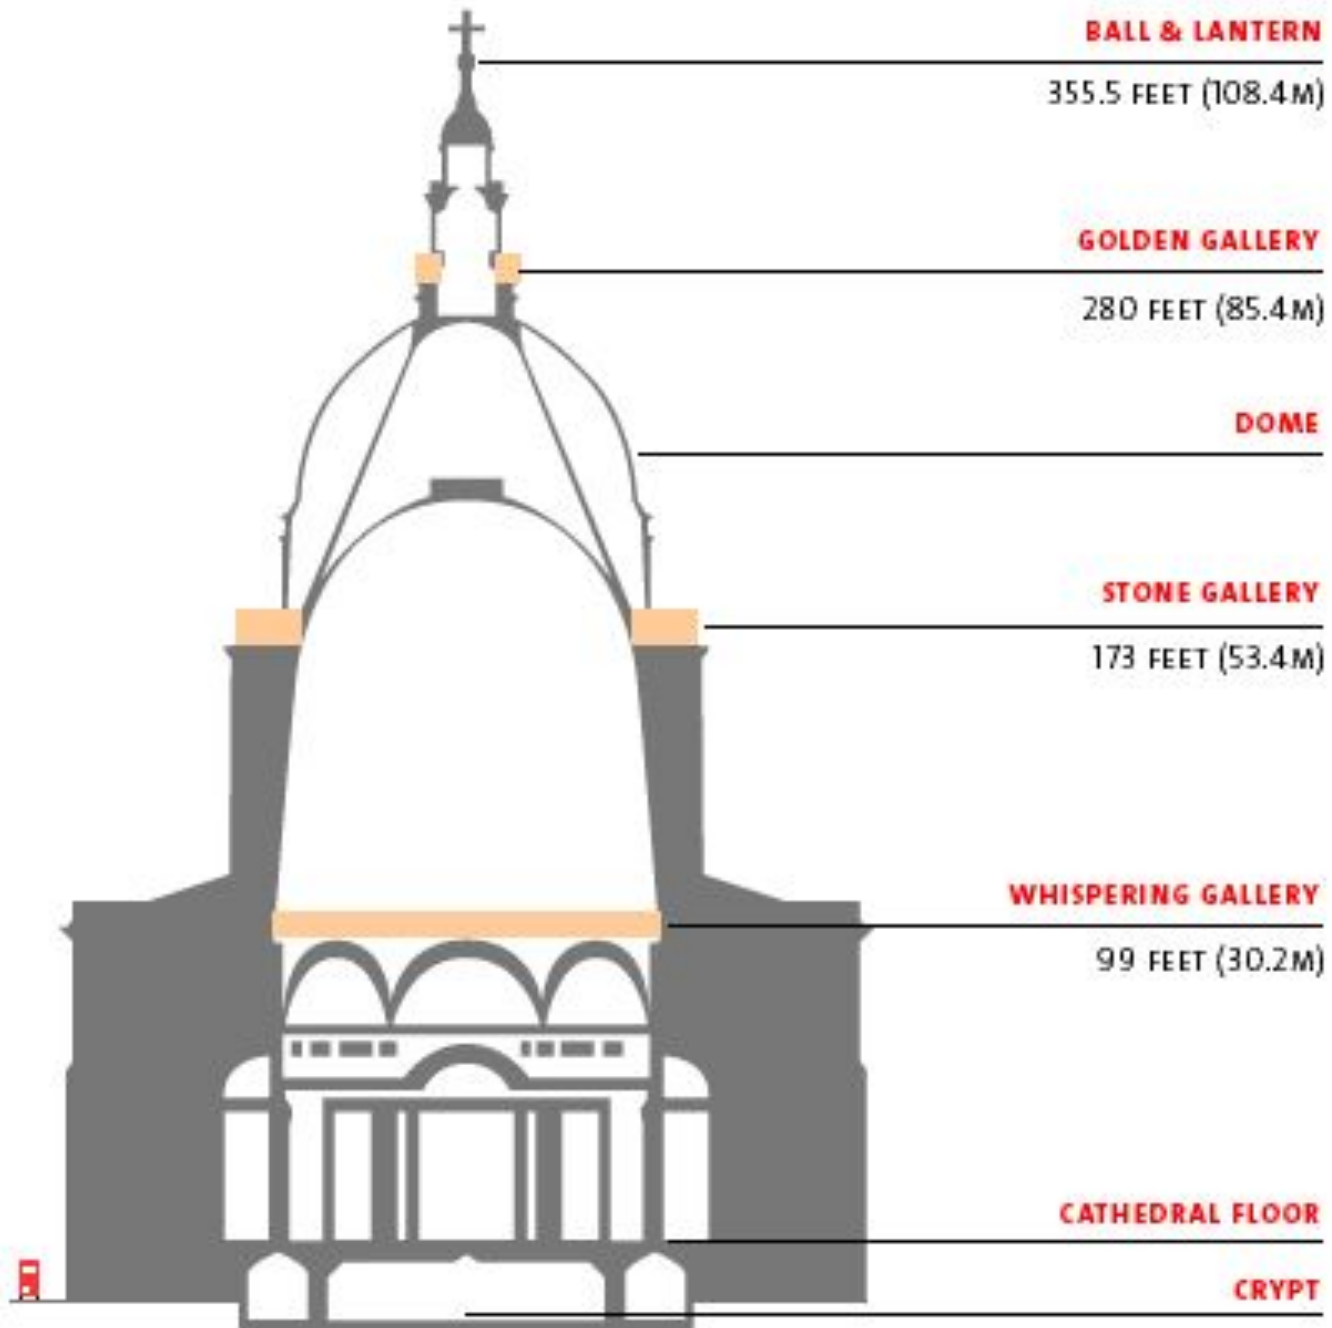 BALL & LANTERN
355.5 FEET (108.4M)
GOLDEN GALLERY
280 FEET (85.4M)
DOME
STONE GALLERY
173 FEET (53.4M)
WHISPERING GALLERY
99 FEET (30.2M)
CATHEDRAL FLOOR
CRYPT